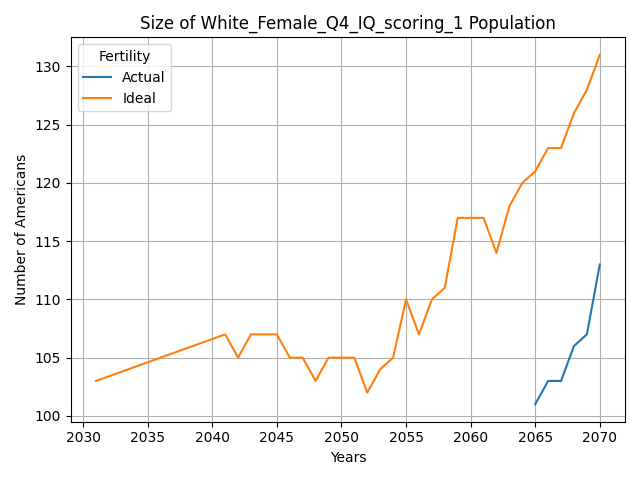 Size of White_Female_Q4_IQ_scoring_1 Population
Fertility
Actual
Ideal
Number of Americans
130
125
120
115
110
105
100
2030 2035 2040 2045 2050 2055 2060 2065 2070
Years